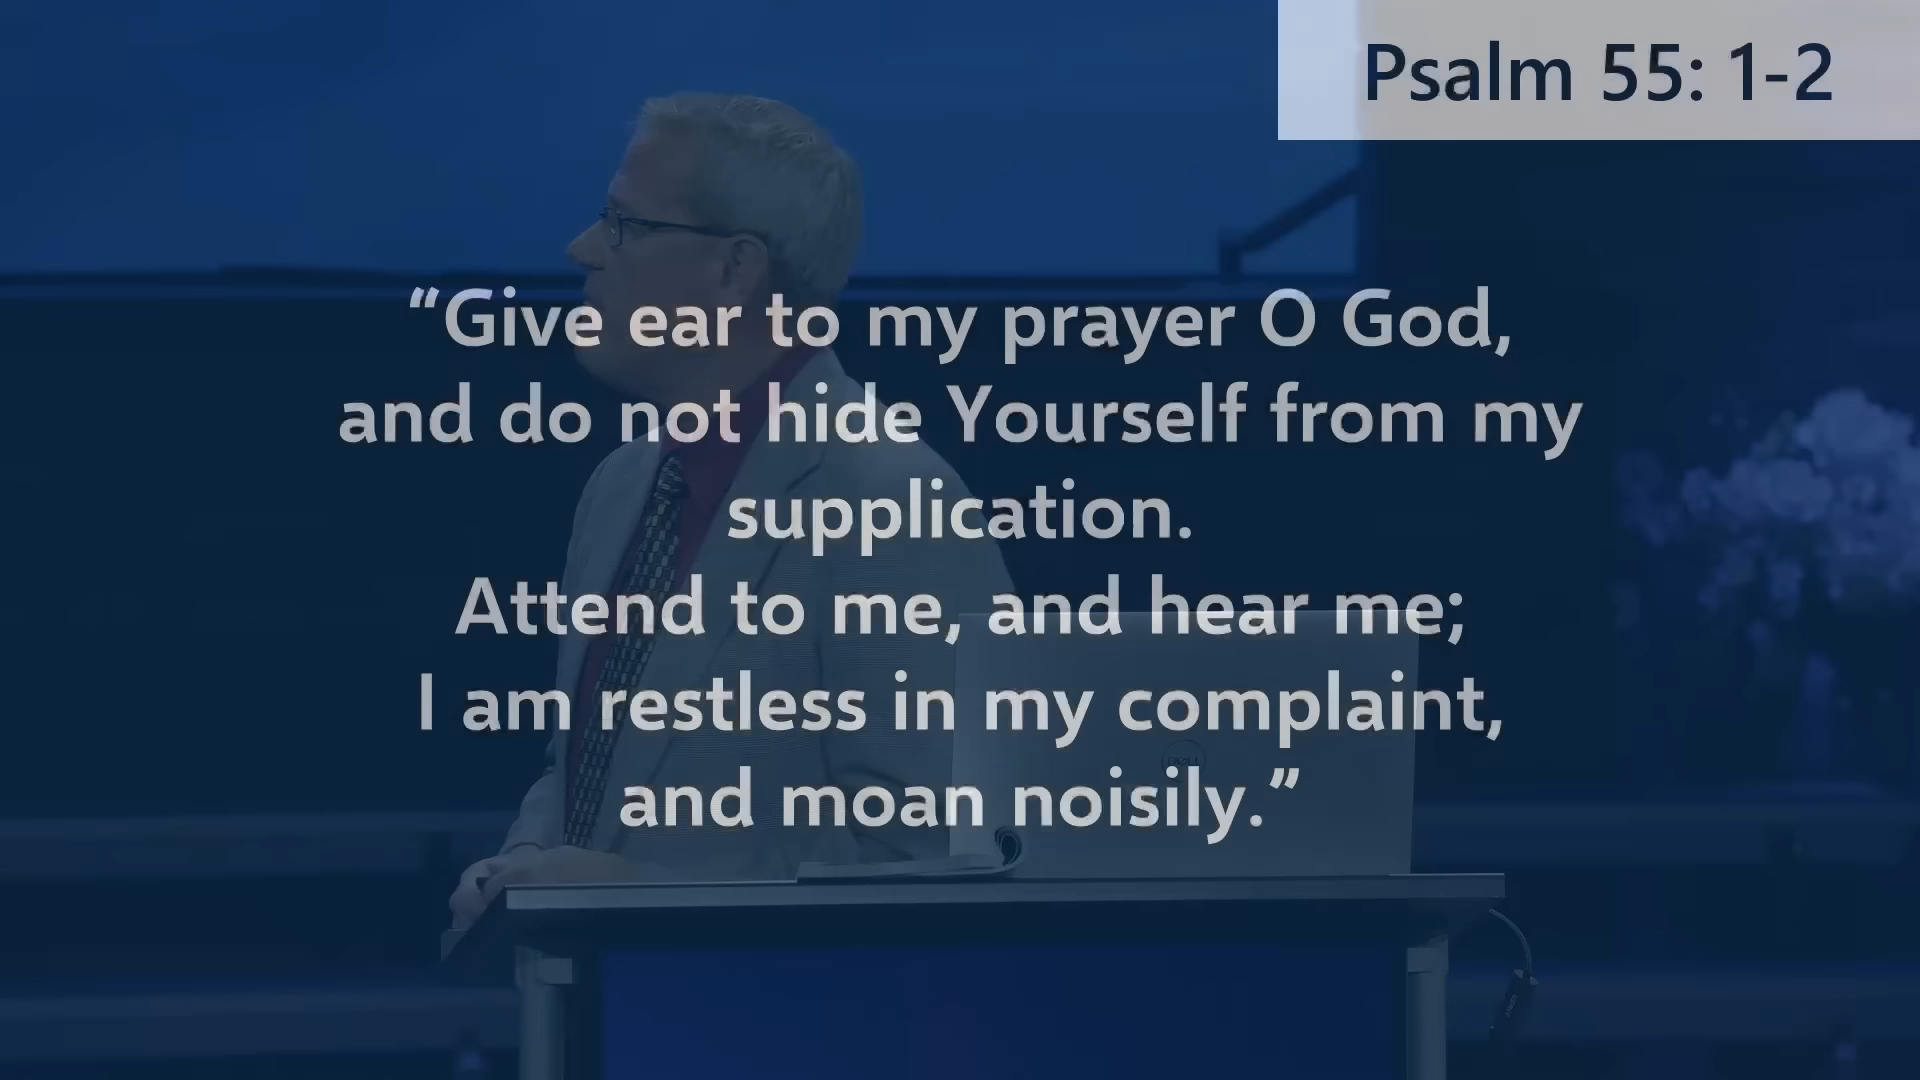 Psalm 55: 1-2
“Give ear to my prayer O God,
and do not hide Yourself from my
supplication.
Attend to me, and hear me;
I am restless in my complaint,
and moan noisily.”
DELL